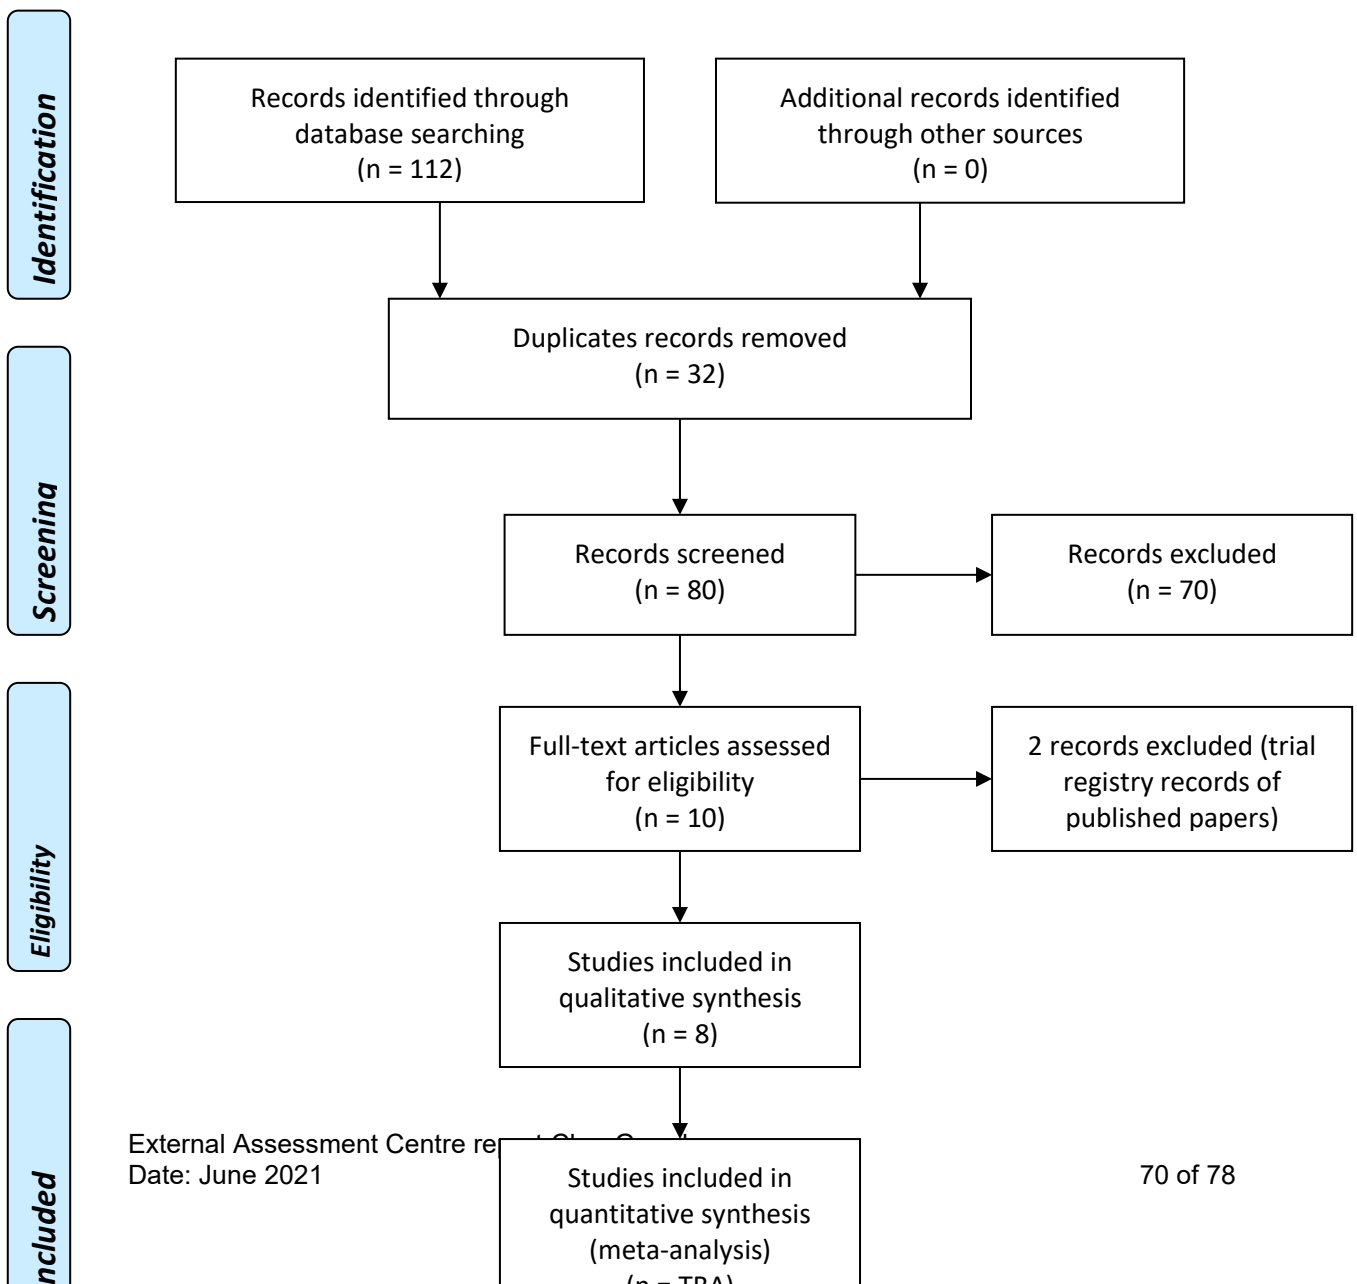 Identification
Records identified through
database searching
(n = 112)
Additional records identified
through other sources
(n = 0)
Duplicates records removed
(n = 32)
Screening
Records screened
(n = 80)
Records excluded
(n = 70)
Eligibility
Full-text articles assessed
for eligibility
(n = 10)
2 records excluded (trial
registry records of
published papers)
Studies included in
qualitative synthesis
(n = 8)
External Assessment Centre
Date: June 2021
70 of 78
ncluded
Studies included in
quantitative synthesis
(meta-analysis)
(n = TBA)